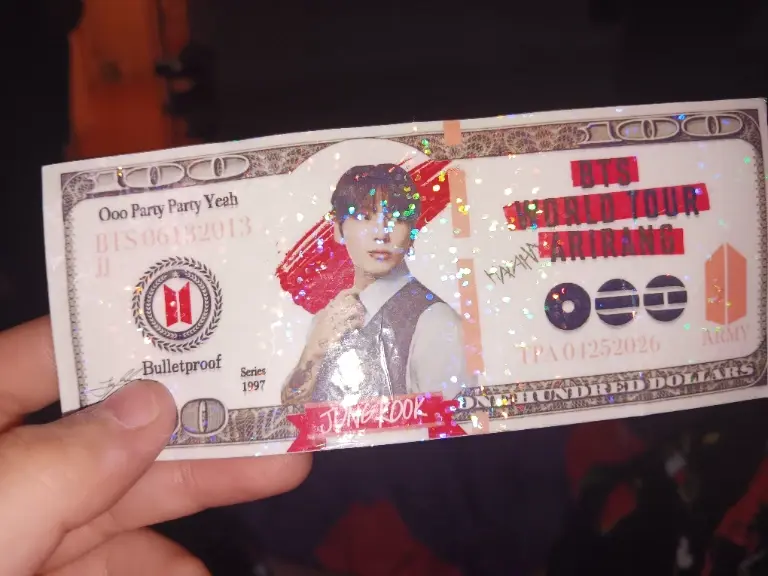 100
Ooo Party Party Yeah
BTS 06132013
Bulletproof
Series
1997
JUNGKOOK
100
BTS
WORLD TOUR
ARIRANG
ARMY
TPA 04252026
ONE HUNDRED DOLLARS